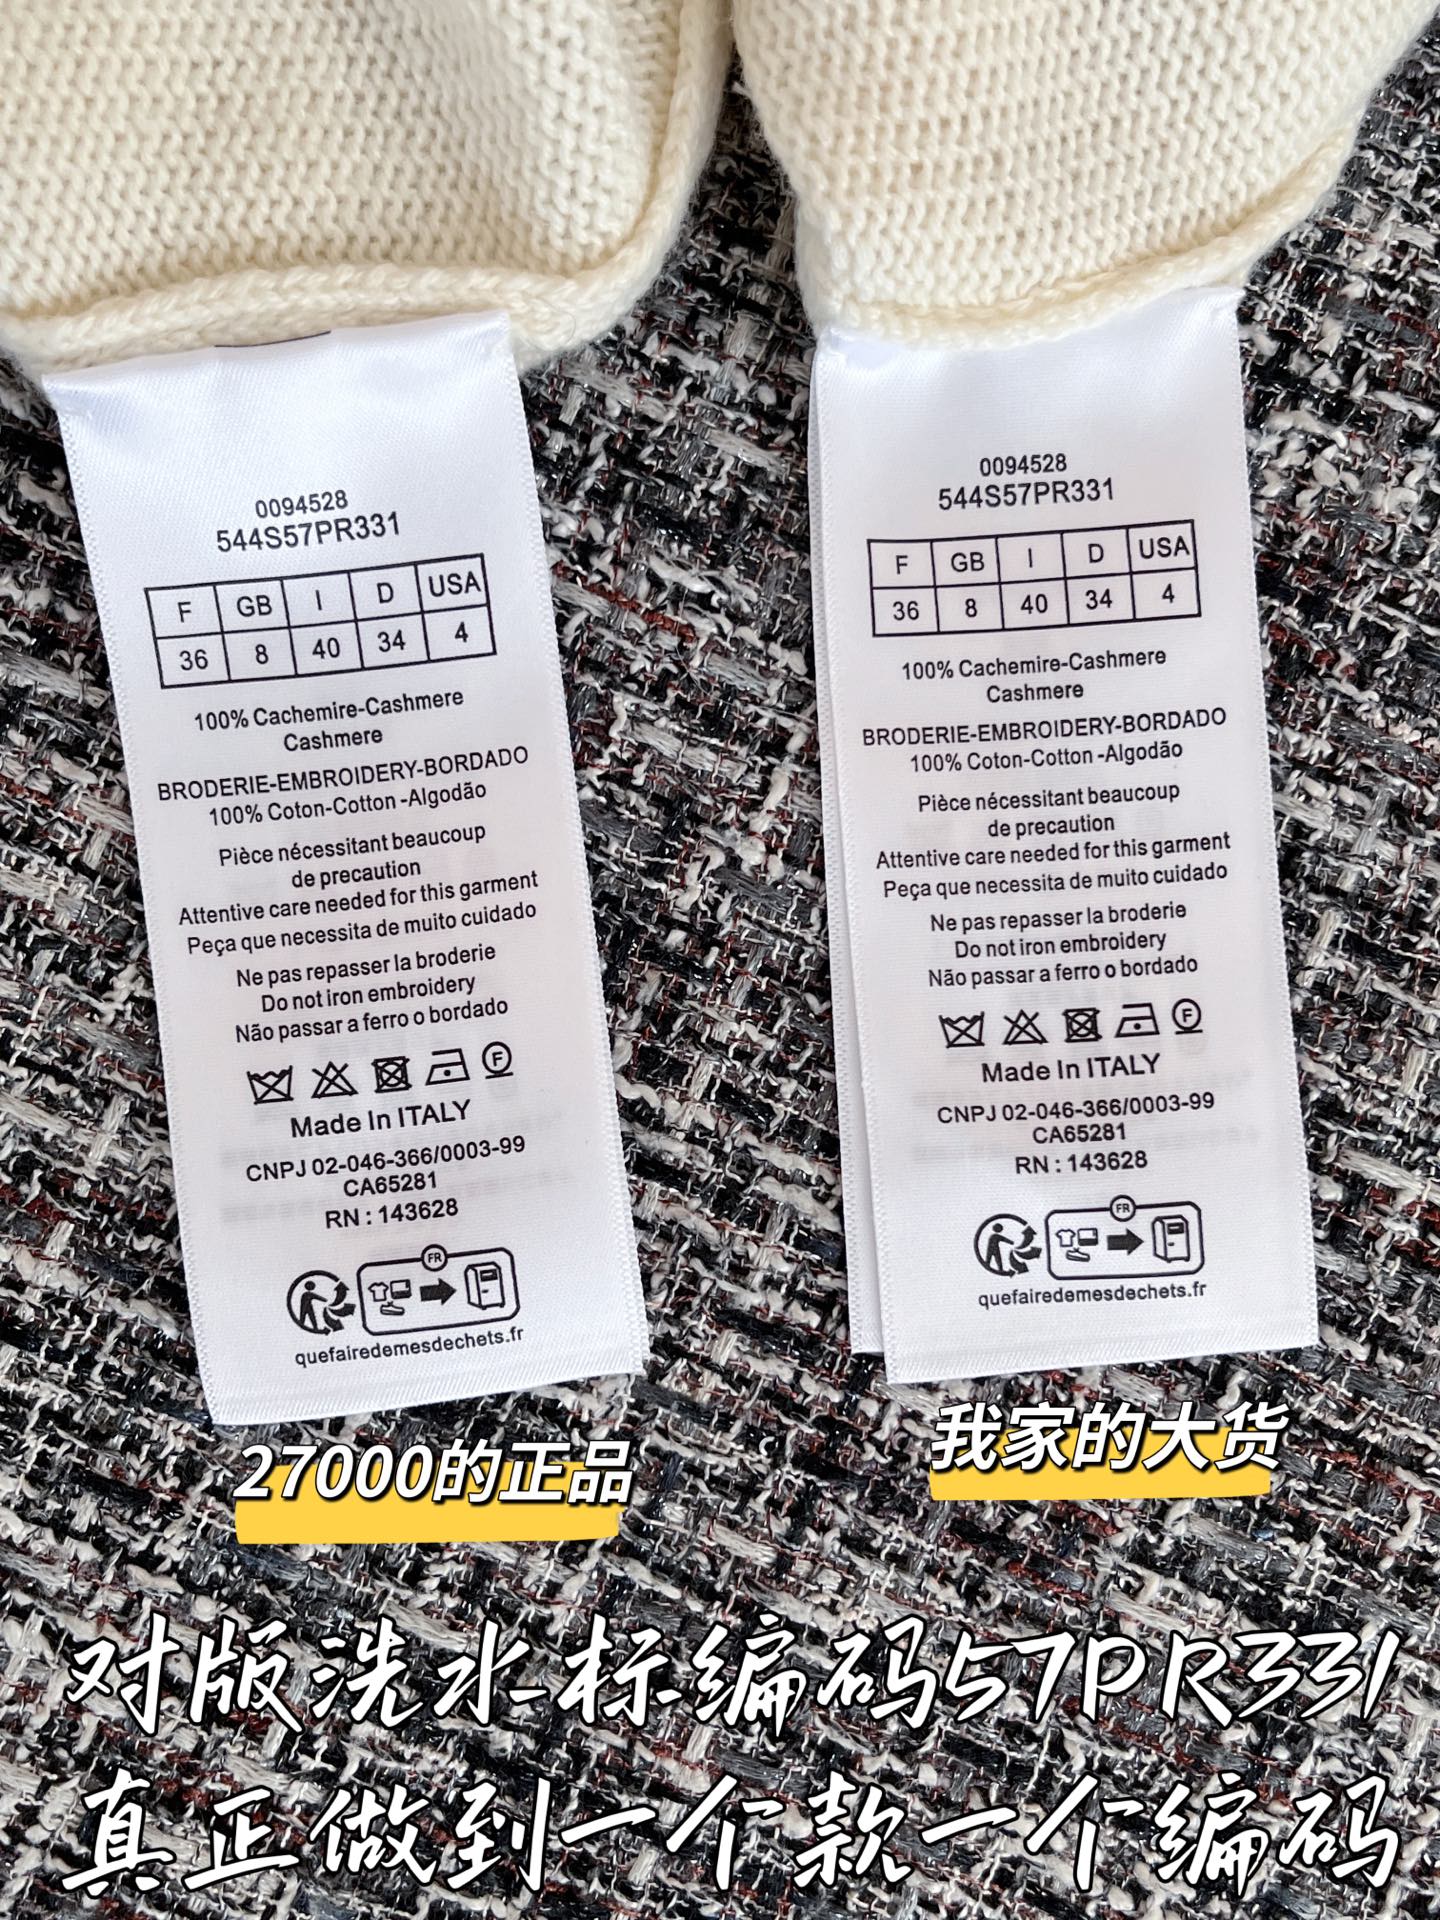 0094528
544S57PR331
F GB I D USA
36 8 40 34 4
100% Cachemire-Cashmere
Cashmere
BRODERIE-EMBROIDERY-BORDADO
100% Coton-Cotton -Algodão
Pièce nécessitant beaucoup
de precaution
Attentive care needed for this garment
Peça que necessita de muito cuidado
Ne pas repasser la broderie
Do not iron embroidery
Não passar a ferro o bordado
F
Made In ITALY
CNPJ 02-046-366/0003-99
CA65281
RN : 143628
FR
quefairedemesdechets.fr
0094528
544S57PR331
F GB I D USA
36 8 40 34 4
100% Cachemire-Cashmere
Cashmere
BRODERIE-EMBROIDERY-BORDADO
100% Coton-Cotton -Algodão
Pièce nécessitant beaucoup
de precaution
Attentive care needed for this garment
Peça que necessita de muito cuidado
Ne pas repasser la broderie
Do not iron embroidery
Não passar a ferro o bordado
F
Made In ITALY
CNPJ 02-046-366/0003-99
CA65281
RN : 143628
FR
quefairedemesdechets.fr
27000的正品
我家的大货
对版洗水标编码57PR331
真正做到一个款一个编码